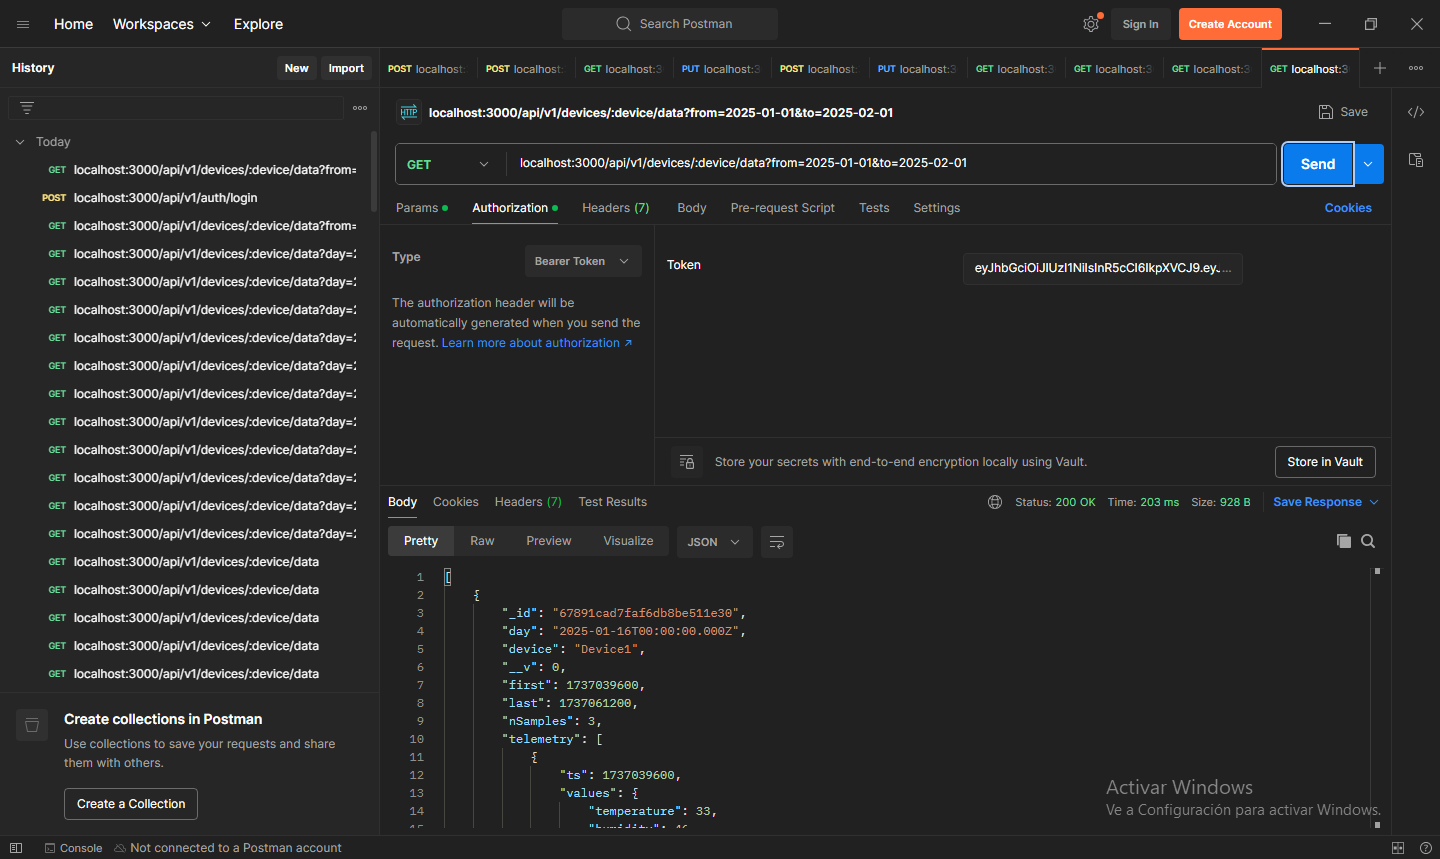 Home Workspaces Explore
Search Postman
Sign In Create Account
History New Import
Today
GET localhost:3000/api/v1/devices/:device/data?from=
POST localhost:3000/api/v1/auth/login
GET localhost:3000/api/v1/devices/:device/data?from=
GET localhost:3000/api/v1/devices/:device/data?day=2
GET localhost:3000/api/v1/devices/:device/data?day=2
GET localhost:3000/api/v1/devices/:device/data?day=2
GET localhost:3000/api/v1/devices/:device/data?day=2
GET localhost:3000/api/v1/devices/:device/data?day=2
GET localhost:3000/api/v1/devices/:device/data?day=2
GET localhost:3000/api/v1/devices/:device/data?day=2
GET localhost:3000/api/v1/devices/:device/data?day=2
GET localhost:3000/api/v1/devices/:device/data?day=2
GET localhost:3000/api/v1/devices/:device/data?day=2
GET localhost:3000/api/v1/devices/:device/data?day=2
GET localhost:3000/api/v1/devices/:device/data
GET localhost:3000/api/v1/devices/:device/data
GET localhost:3000/api/v1/devices/:device/data
GET localhost:3000/api/v1/devices/:device/data
GET localhost:3000/api/v1/devices/:device/data
Create collections in Postman
Use collections to save your requests and share
them with others.
Create a Collection
POST localhost: POST localhost: GET localhost:3 PUT localhost:3 POST localhost: PUT localhost:3 GET localhost:3 GET localhost:3 GET localhost:3 GET localhost:3
HTTP localhost:3000/api/v1/devices/:device/data?from=2025-01-01&to=2025-02-01 Save
GET localhost:3000/api/v1/devices/:device/data?from=2025-01-01&to=2025-02-01 Send
Params Authorization Headers (7) Body Pre-request Script Tests Settings Cookies
Type Bearer Token
The authorization header will be
automatically generated when you send the
request. Learn more about authorization ↗
Token eyJhbGciOiJIUzI1NiIsInR5cCI6IkpXVCJ9.eyJ...
Store your secrets with end-to-end encryption locally using Vault. Store in Vault
Body Cookies Headers (7) Test Results Status: 200 OK Time: 203 ms Size: 928 B Save Response
Pretty Raw Preview Visualize JSON
1 [
2 {
3 "_id": "67891cad7faf6db8be511e30",
4 "day": "2025-01-16T00:00:00.000Z",
5 "device": "Device1",
6 "__v": 0,
7 "first": 1737039600,
8 "last": 1737061200,
9 "nSamples": 3,
10 "telemetry": [
11 {
12 "ts": 1737039600,
13 "values": {
14 "temperature": 33,
15 "humidity": 46
Activar Windows
Ve a Configuración para activar Windows.
Console Not connected to a Postman account